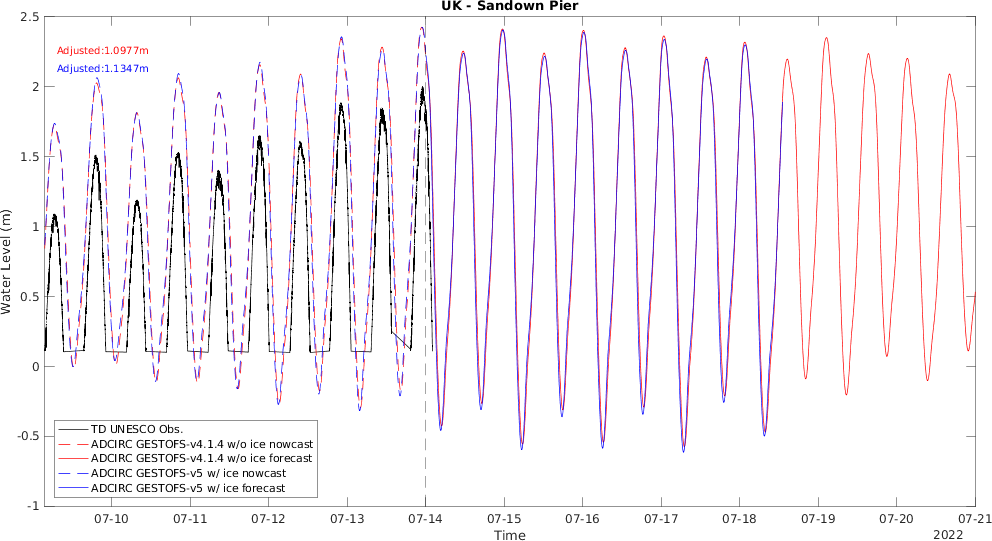 UK - Sandown Pier
2.5
2
1.5
1
0.5
0
-0.5
-1
Water Level (m)
Adjusted:1.0977m
Adjusted:1.1347m
TD UNESCO Obs.
ADCIRC GESTOFS-v4.1.4 w/o ice nowcast
ADCIRC GESTOFS-v4.1.4 w/o ice forecast
ADCIRC GESTOFS-v5 w/ ice nowcast
ADCIRC GESTOFS-v5 w/ ice forecast
07-10 07-11 07-12 07-13 07-14 07-15 07-16 07-17 07-18 07-19 07-20 07-21
Time
2022